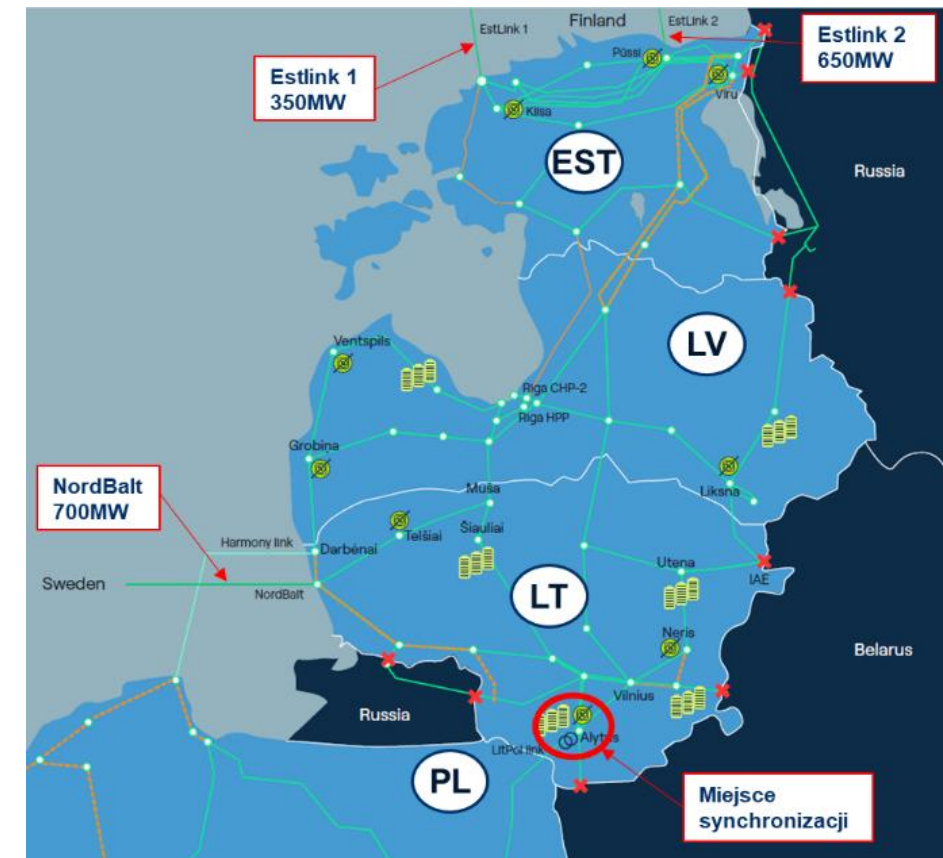 Finland
EstLink 1
EstLink 2
Estlink 1
350MW
Estlink 2
650MW
Püssi
Viru
Kiisa
EST
Russia
Ventspils
LV
Riga CHP-2
Riga HPP
Grobiņa
NordBalt
700MW
Līksna
Mūša
Telšiai
Šiauliai
Harmony link
Darbėnai
Sweden
NordBalt
LT
Utena
IAE
Neris
Belarus
Vilnius
Russia
Alytus
LitPol link
PL
Miejsce
synchronizacji